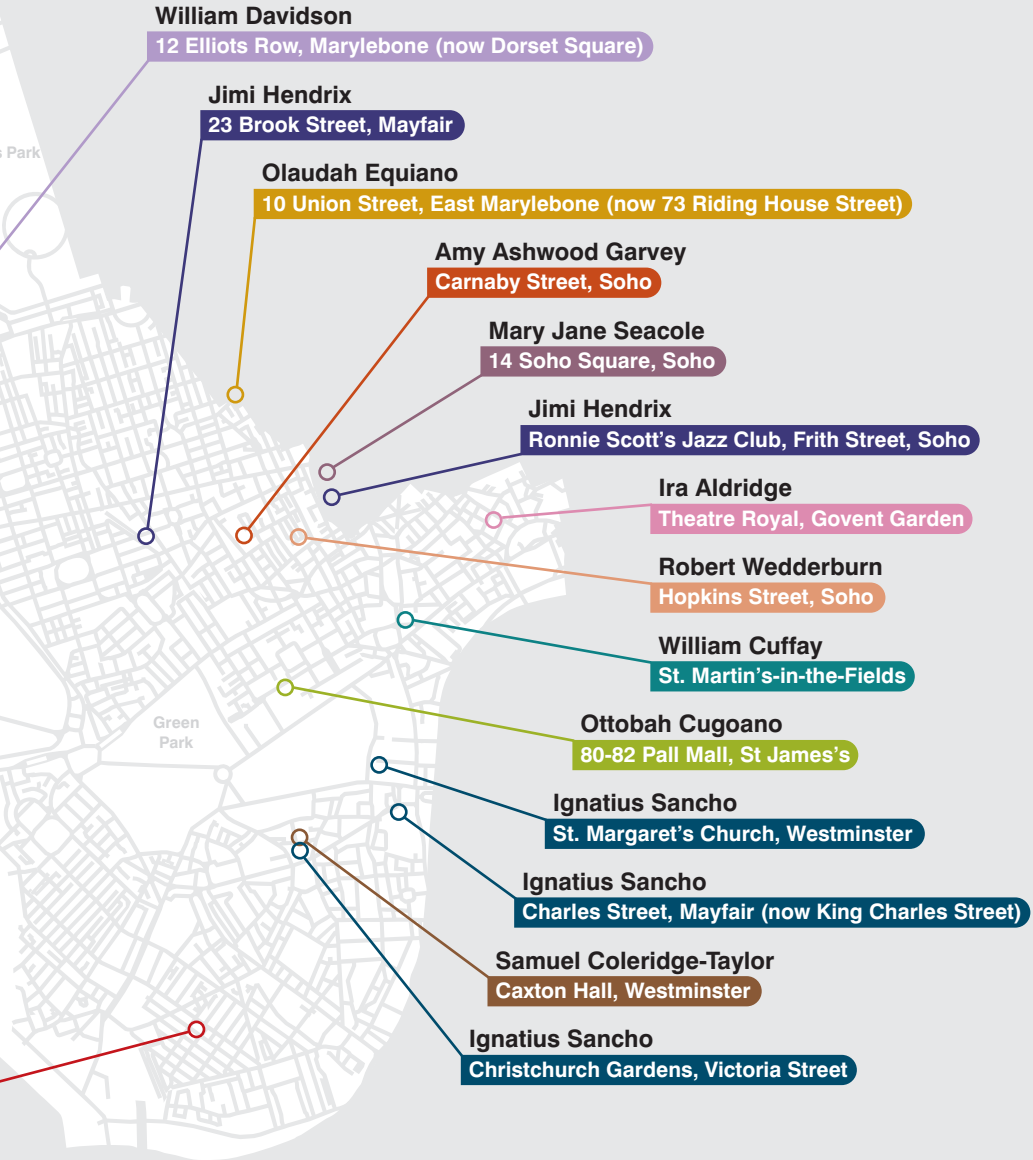 William Davidson
12 Elliots Row, Marylebone (now Dorset Square)
Jimi Hendrix
23 Brook Street, Mayfair
s Park
Olaudah Equiano
10 Union Street, East Marylebone (now 73 Riding House Street)
Amy Ashwood Garvey
Carnaby Street, Soho
Mary Jane Seacole
14 Soho Square, Soho
Jimi Hendrix
Ronnie Scott's Jazz Club, Frith Street, Soho
Ira Aldridge
Theatre Royal, Govent Garden
Robert Wedderburn
Hopkins Street, Soho
William Cuffay
St. Martin's-in-the-Fields
Green
Park
Ottobah Cugoano
80-82 Pall Mall, St James's
Ignatius Sancho
St. Margaret's Church, Westminster
Ignatius Sancho
Charles Street, Mayfair (now King Charles Street)
Samuel Coleridge-Taylor
Caxton Hall, Westminster
Ignatius Sancho
Christchurch Gardens, Victoria Street